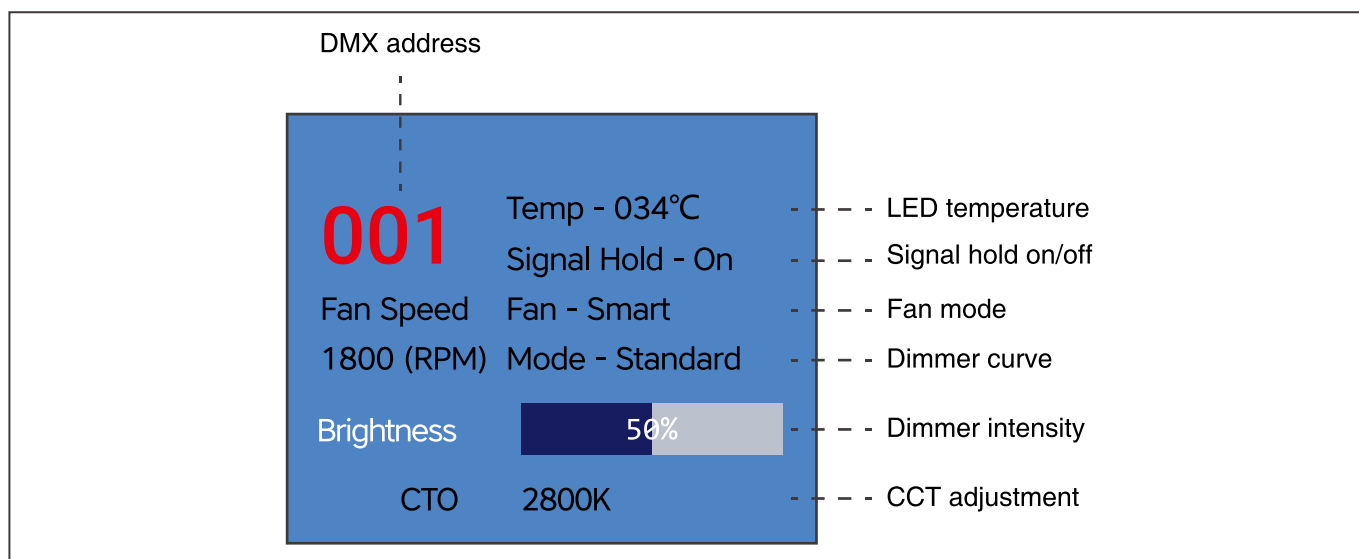 DMX address
001
Temp - 034℃
LED temperature
Signal Hold - On
Signal hold on/off
Fan Speed
Fan - Smart
Fan mode
1800 (RPM)
Mode - Standard
Dimmer curve
Brightness
50%
Dimmer intensity
CTO
2800K
CCT adjustment